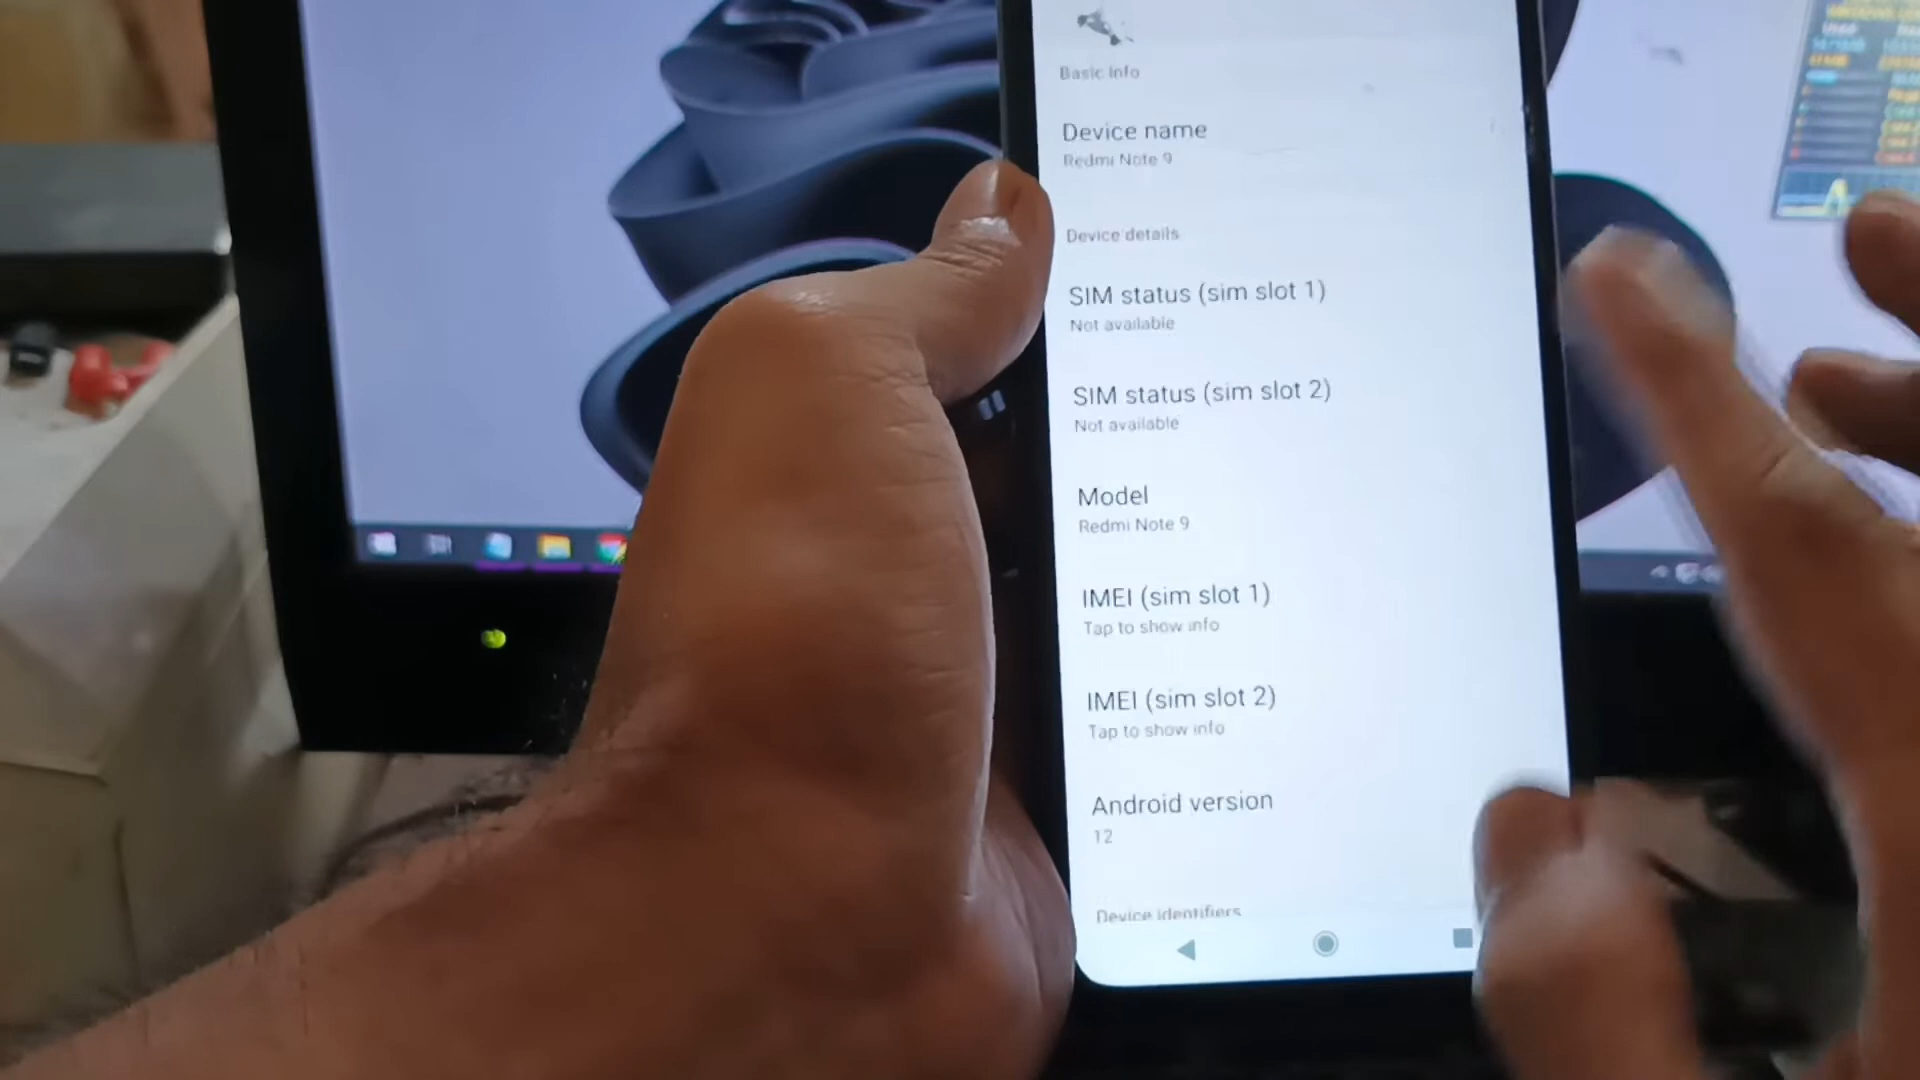 Basic info
Device name
Redmi Note 9
Device details
SIM status (sim slot 1)
Not available
SIM status (sim slot 2)
Not available
Model
Redmi Note 9
IMEI (sim slot 1)
Tap to show info
IMEI (sim slot 2)
Tap to show info
Android version
12
Device identifiers